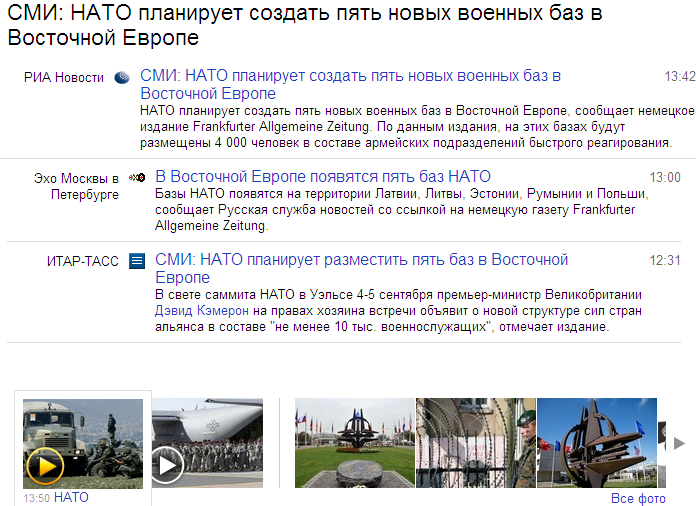 СМИ: НАТО планирует создать пять новых военных баз в
Восточной Европе
РИА Новости
СМИ: НАТО планирует создать пять новых военных баз в
13:42
Восточной Европе
НАТО планирует создать пять новых военных баз в Восточной Европе, сообщает немецкое
издание Frankfurter Allgemeine Zeitung. По данным издания, на этих базах будут
размещены 4 000 человек в составе армейских подразделений быстрого реагирования.
Эхо Москвы в
Петербурге
В Восточной Европе появятся пять баз НАТО
13:00
Базы НАТО появятся на территории Латвии, Литвы, Эстонии, Румынии и Польши,
сообщает Русская служба новостей со ссылкой на немецкую газету Frankfurter
Allgemeine Zeitung.
ИТАР-ТАСС
СМИ: НАТО планирует разместить пять баз в Восточной
12:31
Европе
В свете саммита НАТО в Уэльсе 4-5 сентября премьер-министр Великобритании
Дэвид Кэмерон на правах хозяина встречи объявит о новой структуре сил стран
альянса в составе "не менее 10 тыс. военнослужащих", отмечает издание.
13:50 НАТО
Все фото